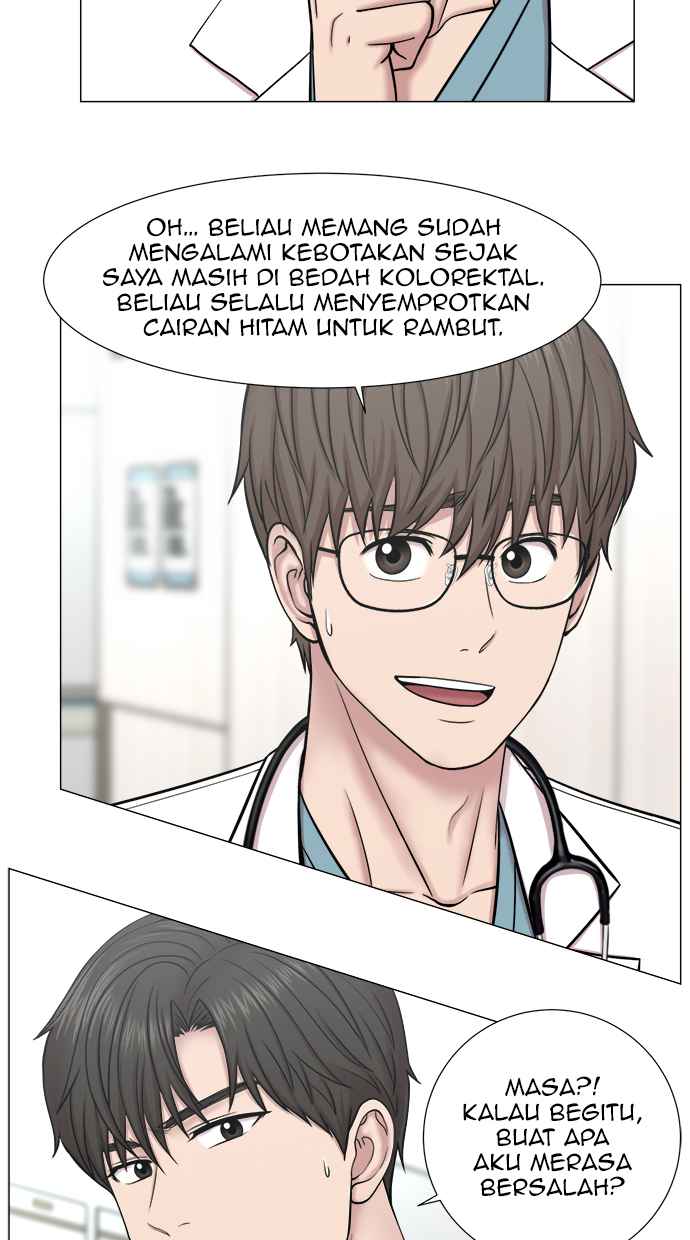 OH... BELIAU MEMANG SUDAH
MENGALAMI KEBOTAKAN SEJAK
SAYA MASIH DI BEDAH KOLOREKTAL.
BELIAU SELALU MENYEMPROTKAN
CAIRAN HITAM UNTUK RAMBUT.
MASA?!
KALAU BEGITU,
BUAT APA
AKU MERASA
BERSALAH?